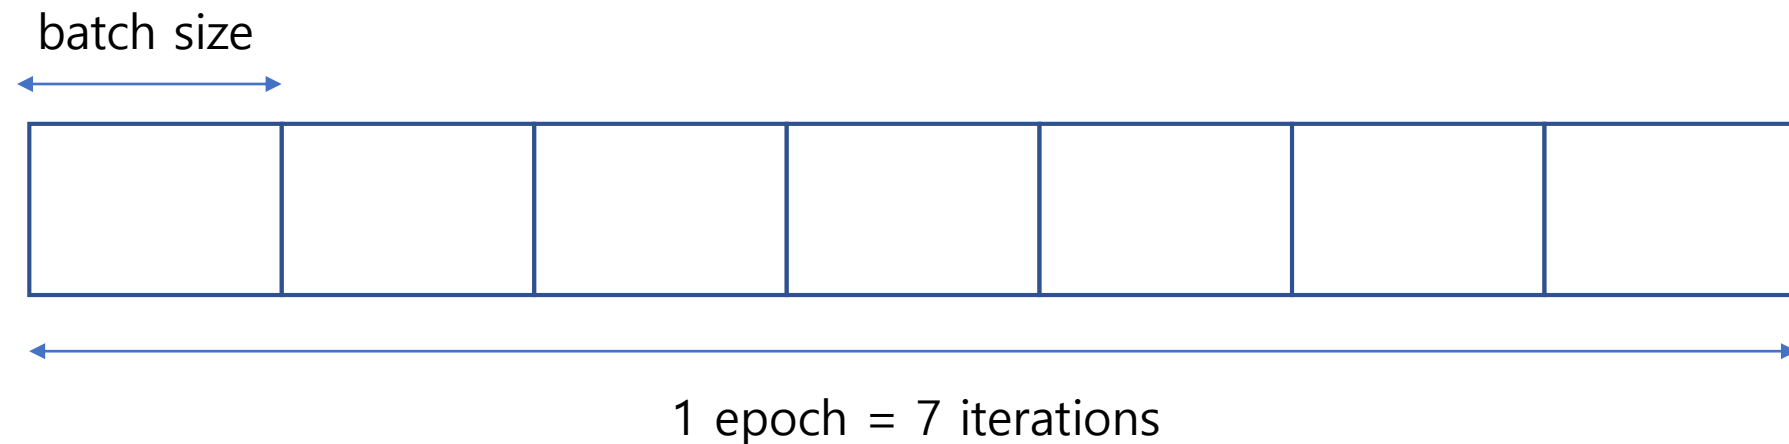 batch size
1 epoch = 7 iterations